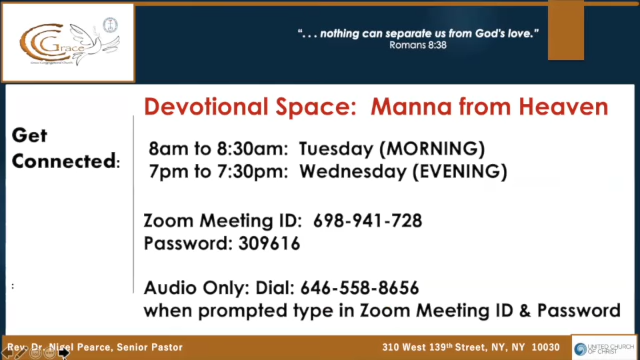 Grace
“. . . nothing can separate us from God's love.”
Romans 8:38
Devotional Space: Manna from Heaven
Get
Connected:
8am to 8:30am: Tuesday (MORNING)
7pm to 7:30pm: Wednesday (EVENING)
Zoom Meeting ID: 698-941-728
Password: 309616
:
Audio Only: Dial: 646-558-8656
when prompted type in Zoom Meeting ID & Password
Rev. Dr. Nigel Pearce, Senior Pastor
310 West 139th Street, NY, NY 10030
UNITED CHURCH
OF CHRIST